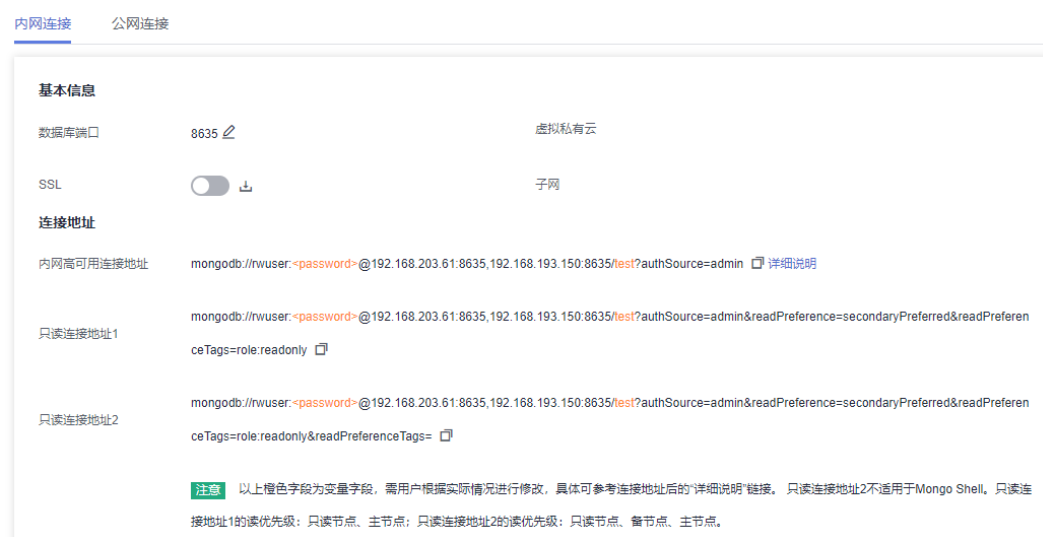 内网连接 公网连接
基本信息
数据库端口 8635 虚拟私有云
SSL 子网
连接地址
内网高可用连接地址 mongodb://rwuser:<password>@192.168.203.61:8635,192.168.193.150:8635/test?authSource=admin 详细说明
mongodb://rwuser:<password>@192.168.203.61:8635,192.168.193.150:8635/test?authSource=admin&readPreference=secondaryPreferred&readPreferen
只读连接地址1
ceTags=role:readonly
mongodb://rwuser:<password>@192.168.203.61:8635,192.168.193.150:8635/test?authSource=admin&readPreference=secondaryPreferred&readPreferen
只读连接地址2
ceTags=role:readonly&readPreferenceTags=
注意 以上橙色字段为变量字段，需用户根据实际情况进行修改，具体可参考连接地址后的“详细说明”链接。 只读连接地址2不适用于Mongo Shell。只读连
接地址1的读优先级：只读节点、主节点；只读连接地址2的读优先级：只读节点、备节点、主节点。